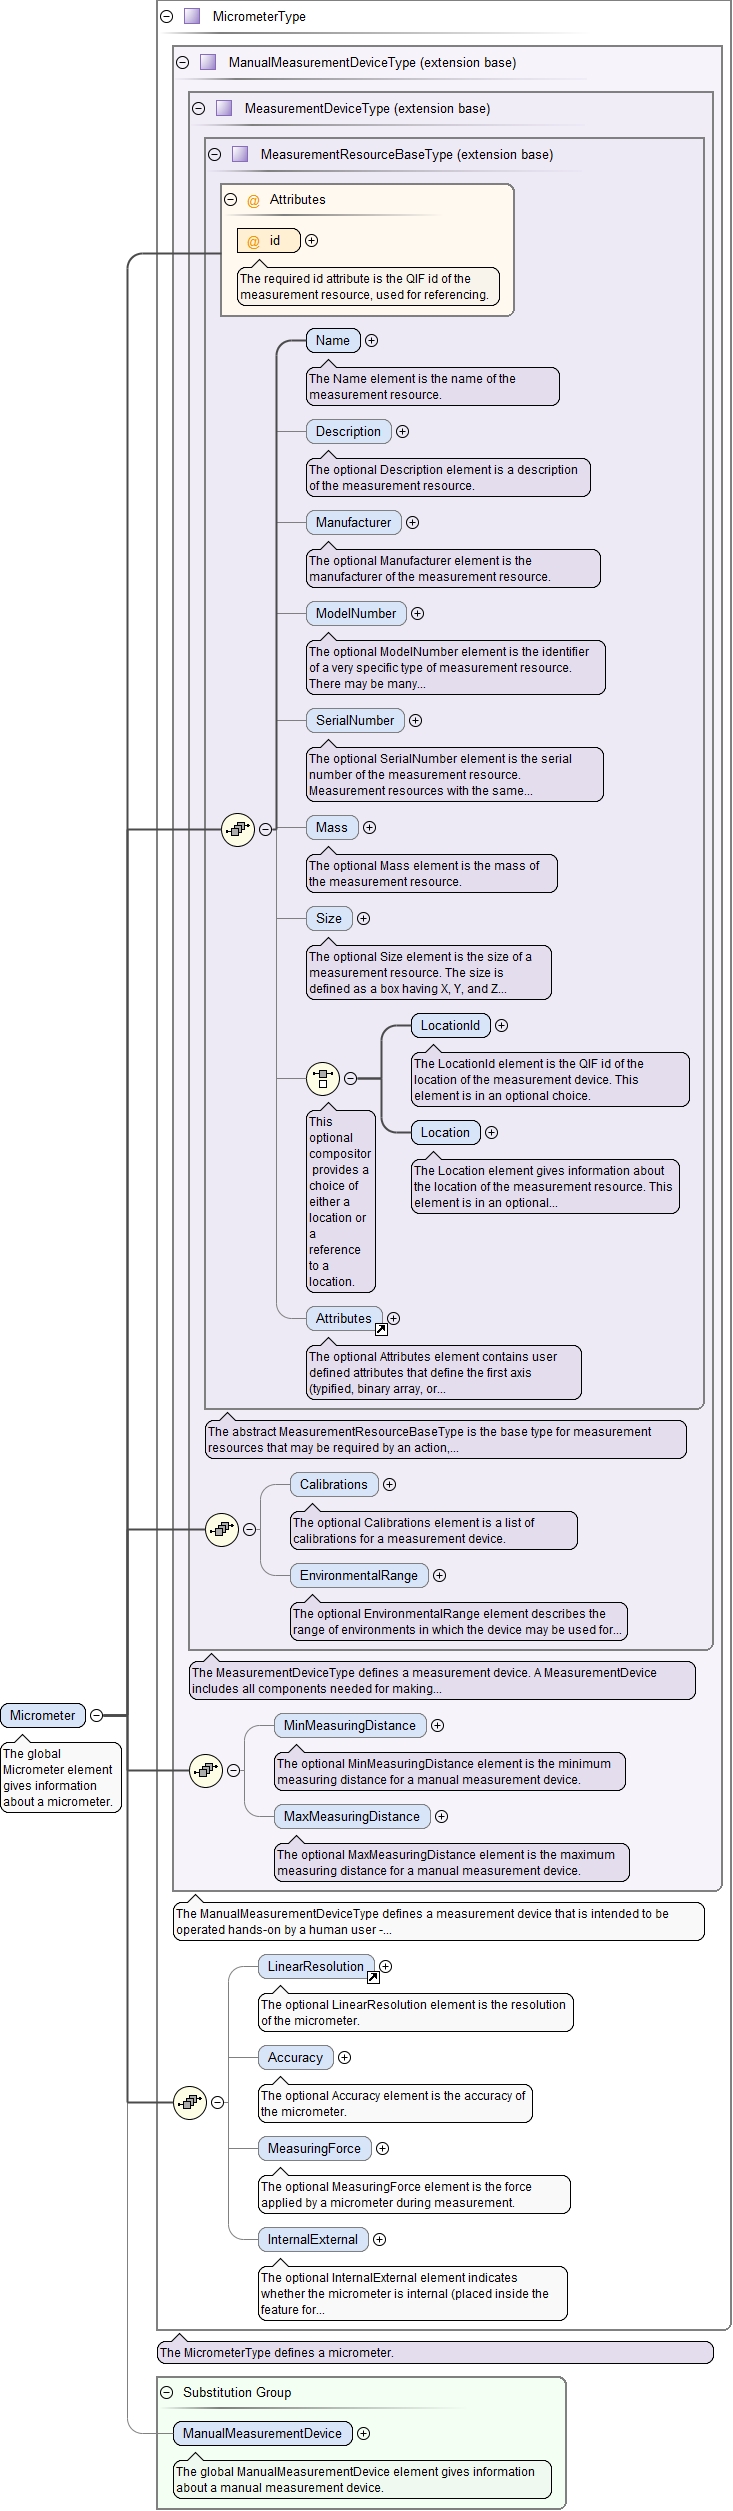 MicrometerType
ManualMeasurementDeviceType (extension base)
MeasurementDeviceType (extension base)
MeasurementResourceBaseType (extension base)
@ Attributes
@ id
The required id attribute is the QIF id of the
measurement resource, used for referencing.
Name
The Name element is the name of the
measurement resource.
Description
The optional Description element is a description
of the measurement resource.
Manufacturer
The optional Manufacturer element is the
manufacturer of the measurement resource.
ModelNumber
The optional ModelNumber element is the identifier
of a very specific type of measurement resource.
There may be many...
SerialNumber
The optional SerialNumber element is the serial
number of the measurement resource.
Measurement resources with the same...
Mass
The optional Mass element is the mass of
the measurement resource.
Size
The optional Size element is the size of a
measurement resource. The size is
defined as a box having X, Y, and Z...
LocationId
The LocationId element is the QIF id of the
location of the measurement device. This
element is in an optional choice.
Location
The Location element gives information about
the location of the measurement resource. This
element is in an optional...
This
optional
compositor
provides a
choice of
either a
location or
a
reference
to a
location.
Attributes
The optional Attributes element contains user
defined attributes that define the first axis
(typified, binary array, or...
The abstract MeasurementResourceBaseType is the base type for measurement
resources that may be required by an action,...
Calibrations
The optional Calibrations element is a list of
calibrations for a measurement device.
EnvironmentalRange
The optional EnvironmentalRange element describes the
range of environments in which the device may be used for...
The MeasurementDeviceType defines a measurement device. A MeasurementDevice
includes all components needed for making...
Micrometer
The global
Micrometer element
gives information
about a micrometer.
MinMeasuringDistance
The optional MinMeasuringDistance element is the minimum
measuring distance for a manual measurement device.
MaxMeasuringDistance
The optional MaxMeasuringDistance element is the maximum
measuring distance for a manual measurement device.
The ManualMeasurementDeviceType defines a measurement device that is intended to be
operated hands-on by a human user -...
LinearResolution
The optional LinearResolution element is the resolution
of the micrometer.
Accuracy
The optional Accuracy element is the accuracy of
the micrometer.
MeasuringForce
The optional MeasuringForce element is the force
applied by a micrometer during measurement.
InternalExternal
The optional InternalExternal element indicates
whether the micrometer is internal (placed inside the
feature for...
The MicrometerType defines a micrometer.
Substitution Group
ManualMeasurementDevice
The global ManualMeasurementDevice element gives information
about a manual measurement device.